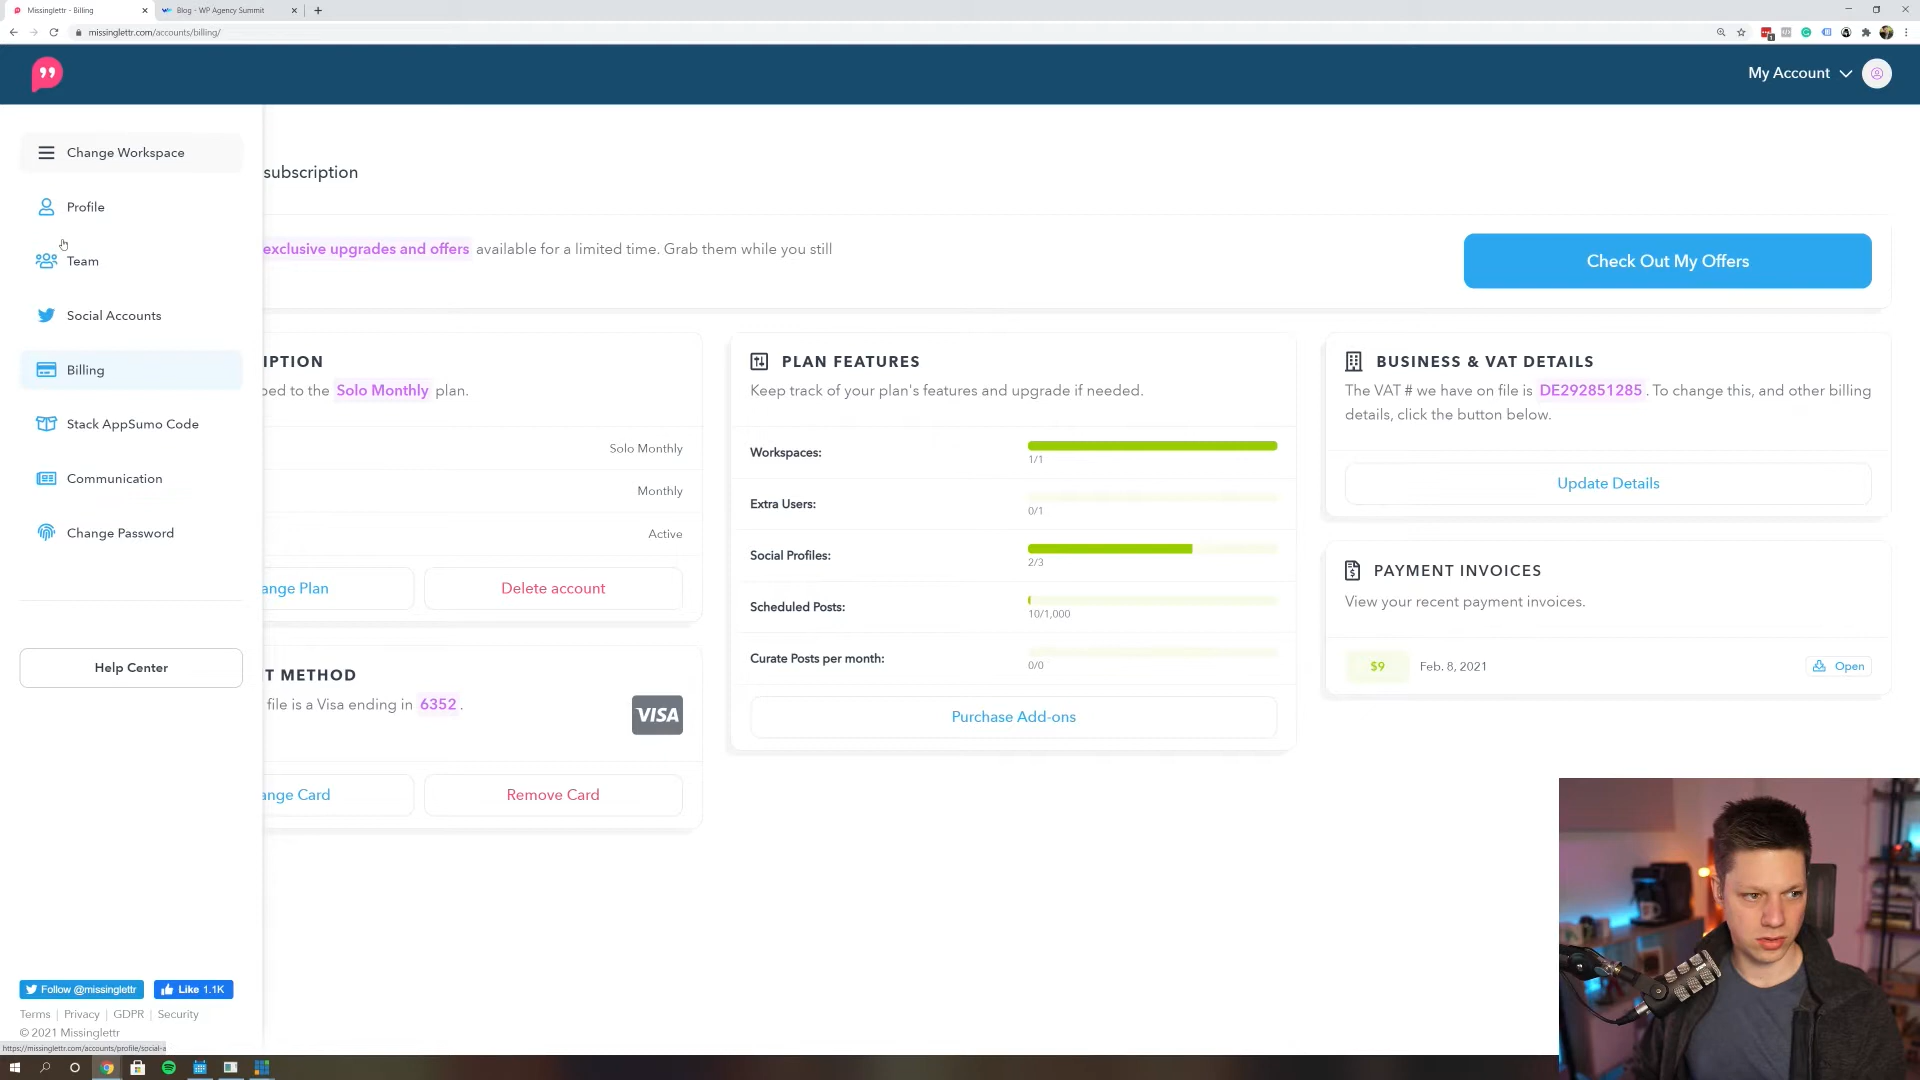 Missinglettr - Billing
Blog - WP Agency Summit
missinglettr.com/accounts/billing/
My Account
Change Workspace
Profile
Team
Social Accounts
Billing
Stack AppSumo Code
Communication
Change Password
Help Center
Follow @missinglettr
Like 1.1K
Terms | Privacy | GDPR | Security
© 2021 Missinglettr
https://missinglettr.com/accounts/profile/social-a
subscription
exclusive upgrades and offers available for a limited time. Grab them while you still
Check Out My Offers
IPTION
ed to the Solo Monthly plan.
Solo Monthly
Monthly
Active
ange Plan
Delete account
T METHOD
file is a Visa ending in 6352.
VISA
ange Card
Remove Card
PLAN FEATURES
Keep track of your plan's features and upgrade if needed.
Workspaces:
1/1
Extra Users:
0/1
Social Profiles:
2/3
Scheduled Posts:
10/1,000
Curate Posts per month:
0/0
Purchase Add-ons
BUSINESS & VAT DETAILS
The VAT # we have on file is DE292851285. To change this, and other billing
details, click the button below.
Update Details
PAYMENT INVOICES
View your recent payment invoices.
$9 Feb. 8, 2021 Open